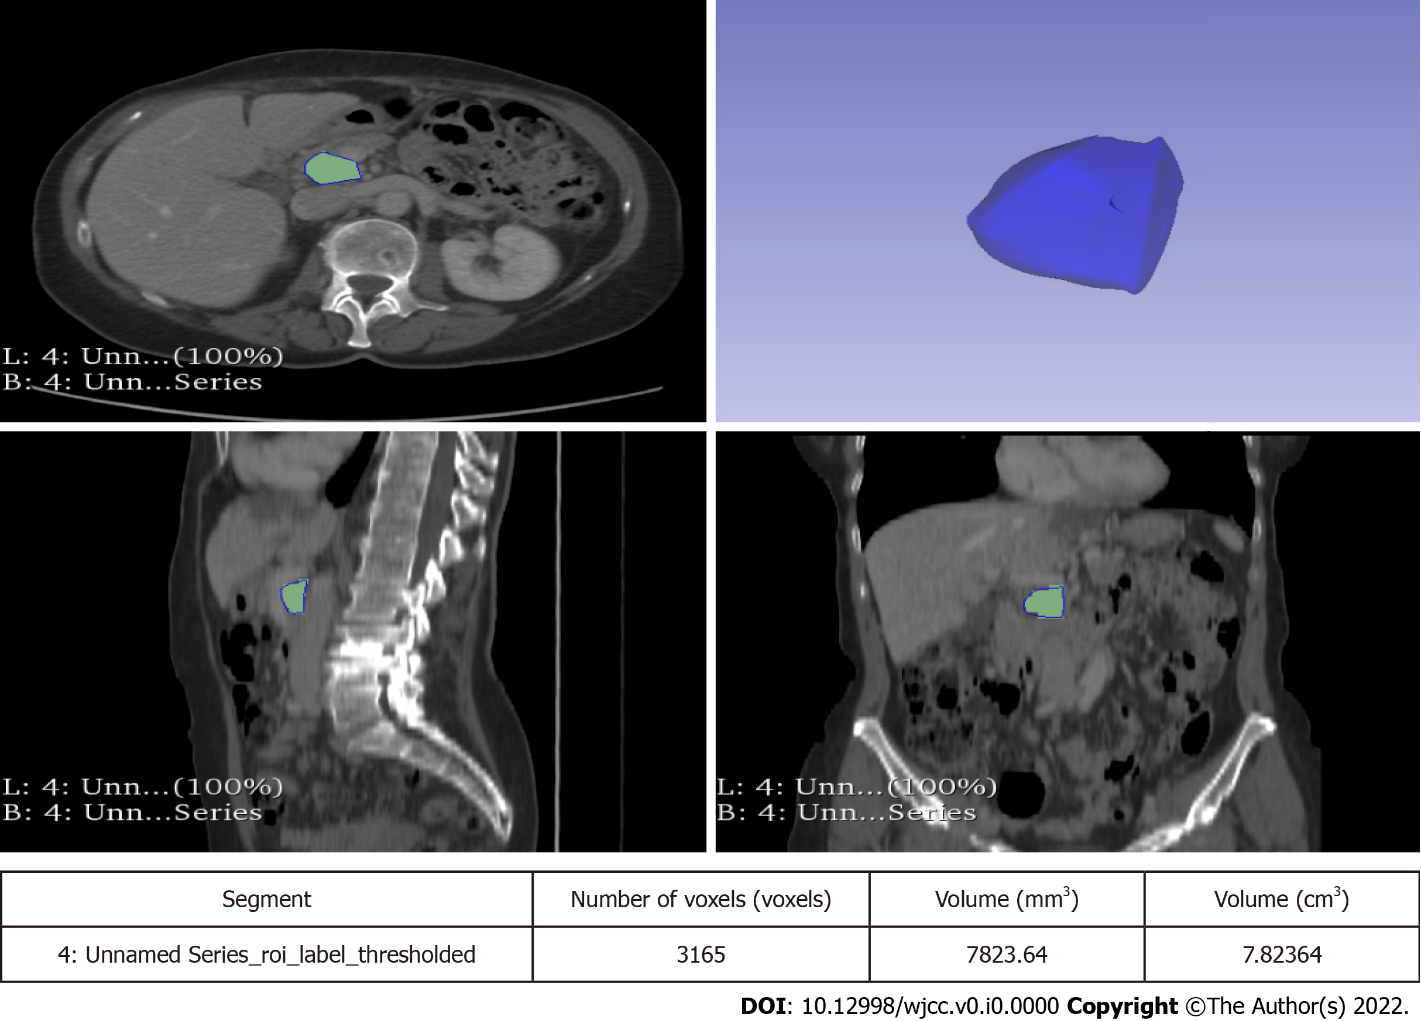 L: 4: Unn...(100%)
B: 4: Unn...Series
L: 4: Unn...(100%)
B: 4: Unn...Series
L: 4: Unn...(100%)
B: 4: Unn...Series
Segment Number of voxels (voxels) Volume (mm³) Volume (cm³)
4: Unnamed Series_roi_label_thresholded 3165 7823.64 7.82364
DOI: 10.12998/wjcc.v0.i0.0000 Copyright ©The Author(s) 2022.